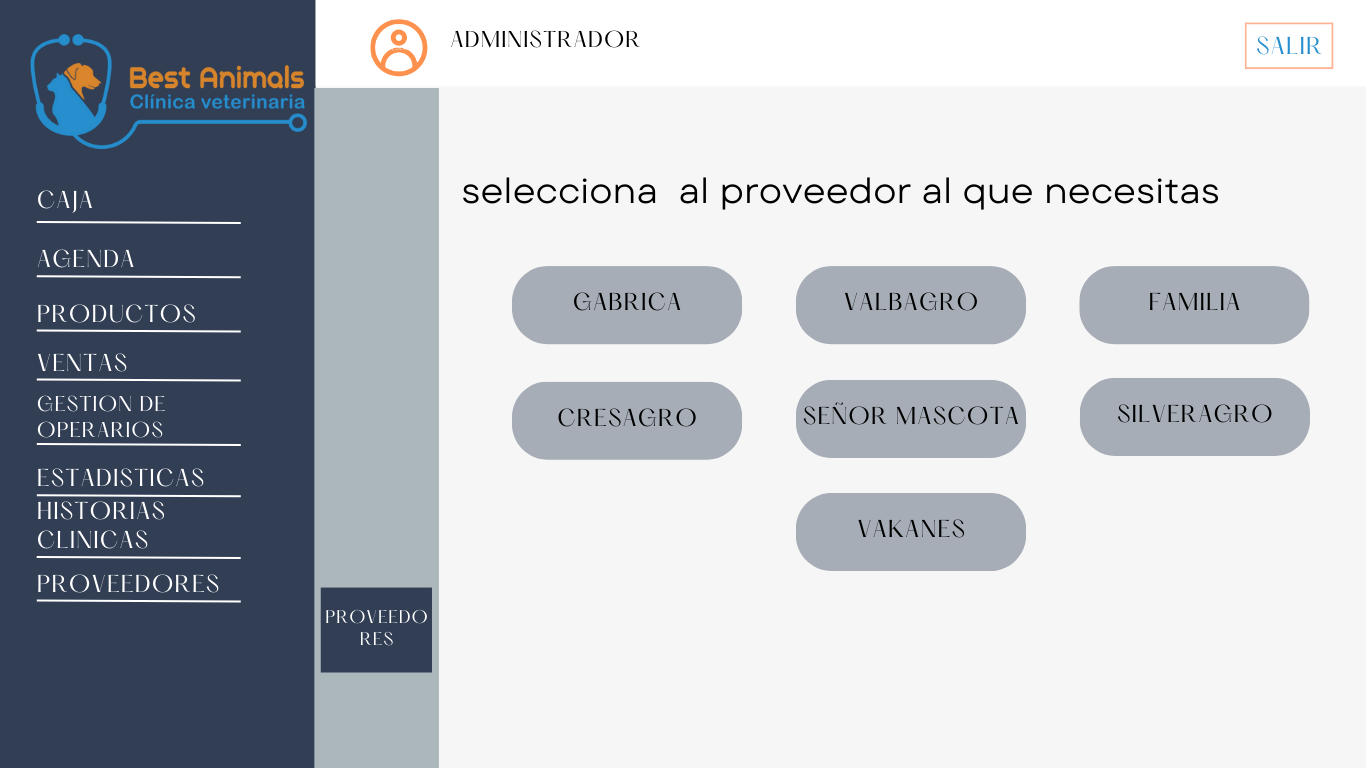 Best Animals
Clínica veterinaria
CAJA
AGENDA
PRODUCTOS
VENTAS
GESTION DE
OPERARIOS
ESTADISTICAS
HISTORIAS
CLINICAS
PROVEEDORES
PROVEEDO
RES
ADMINISTRADOR
SALIR
selecciona  al proveedor al que necesitas
GABRICA
VALBAGRO
FAMILIA
CRESAGRO
SEÑOR MASCOTA
SILVERAGRO
VAKANES